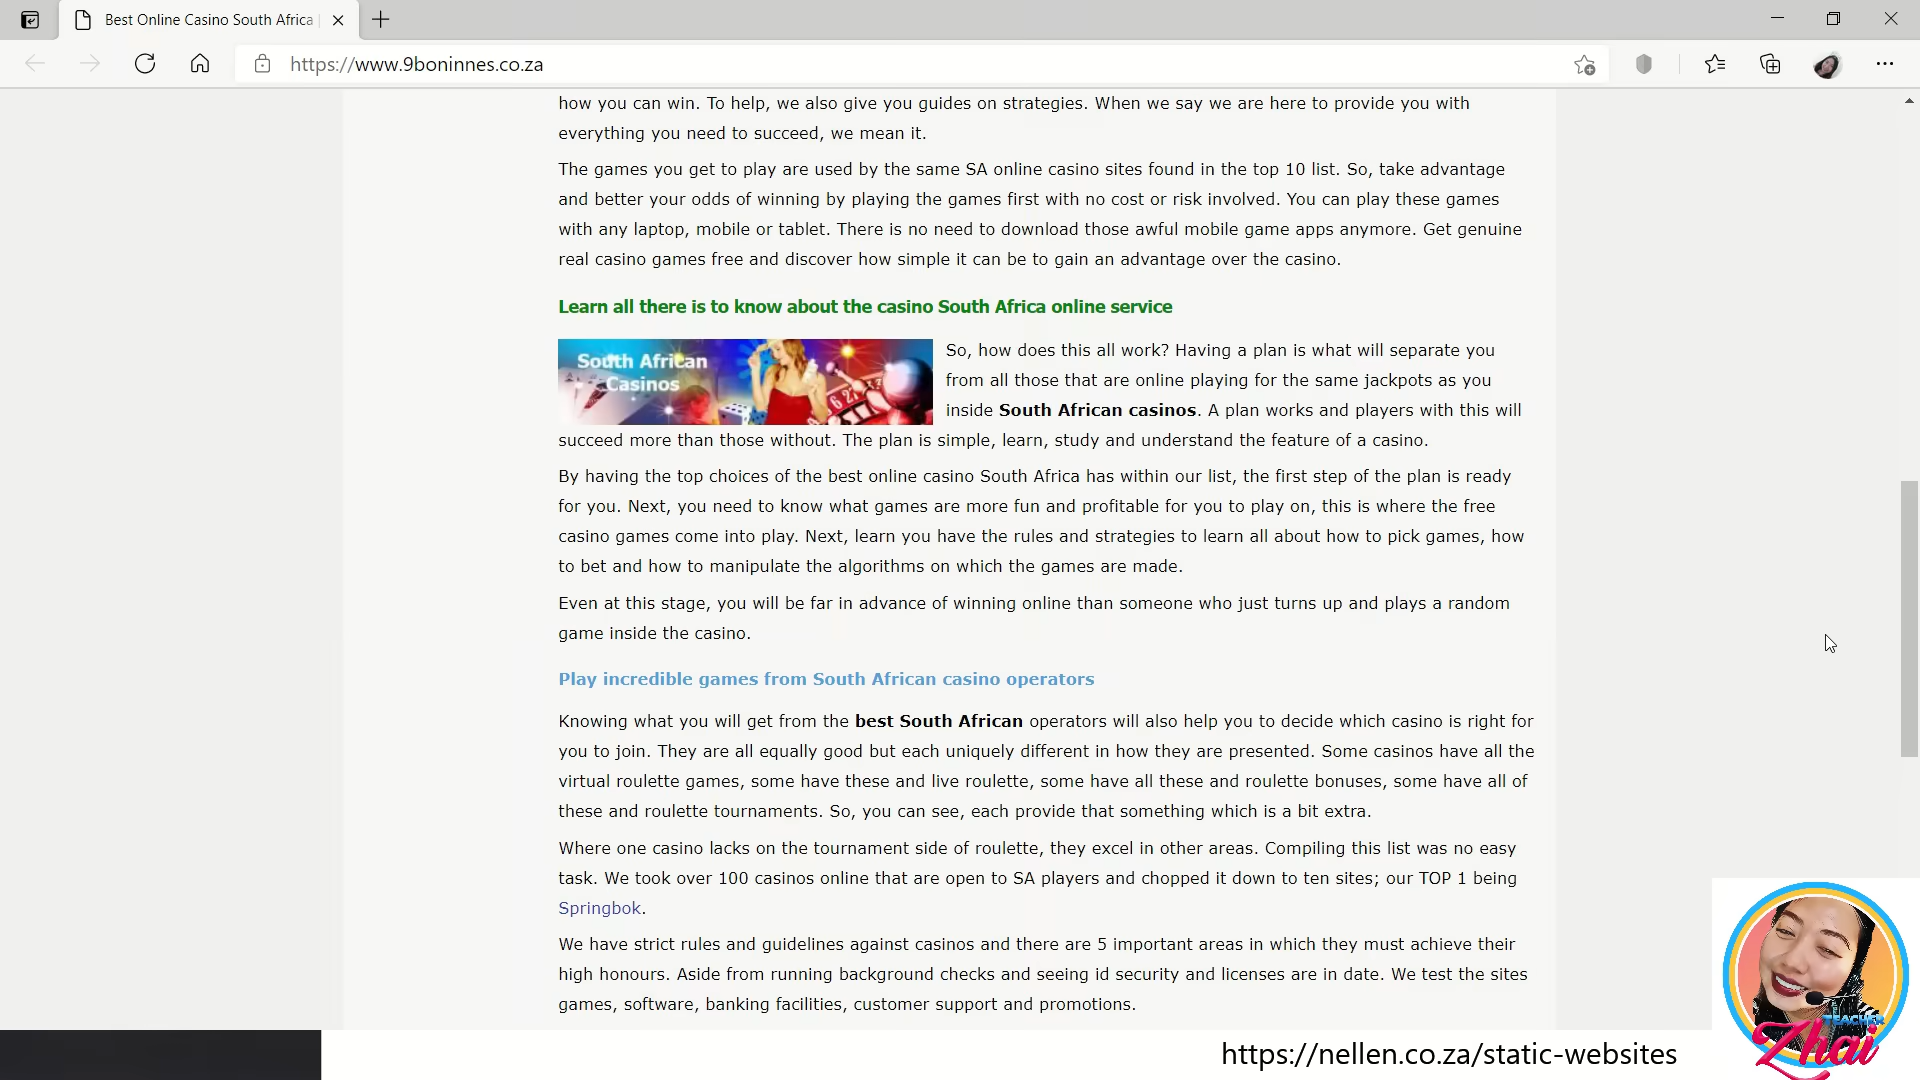 Best Online Casino South Africa
https://www.9boninnes.co.za
how you can win. To help, we also give you guides on strategies. When we say we are here to provide you with
everything you need to succeed, we mean it.
The games you get to play are used by the same SA online casino sites found in the top 10 list. So, take advantage
and better your odds of winning by playing the games first with no cost or risk involved. You can play these games
with any laptop, mobile or tablet. There is no need to download those awful mobile game apps anymore. Get genuine
real casino games free and discover how simple it can be to gain an advantage over the casino.
Learn all there is to know about the casino South Africa online service
South African
Casinos
So, how does this all work? Having a plan is what will separate you
from all those that are online playing for the same jackpots as you
inside South African casinos. A plan works and players with this will
succeed more than those without. The plan is simple, learn, study and understand the feature of a casino.
By having the top choices of the best online casino South Africa has within our list, the first step of the plan is ready
for you. Next, you need to know what games are more fun and profitable for you to play on, this is where the free
casino games come into play. Next, learn you have the rules and strategies to learn all about how to pick games, how
to bet and how to manipulate the algorithms on which the games are made.
Even at this stage, you will be far in advance of winning online than someone who just turns up and plays a random
game inside the casino.
Play incredible games from South African casino operators
Knowing what you will get from the best South African operators will also help you to decide which casino is right for
you to join. They are all equally good but each uniquely different in how they are presented. Some casinos have all the
virtual roulette games, some have these and live roulette, some have all these and roulette bonuses, some have all of
these and roulette tournaments. So, you can see, each provide that something which is a bit extra.
Where one casino lacks on the tournament side of roulette, they excel in other areas. Compiling this list was no easy
task. We took over 100 casinos online that are open to SA players and chopped it down to ten sites; our TOP 1 being
Springbok.
We have strict rules and guidelines against casinos and there are 5 important areas in which they must achieve their
high honours. Aside from running background checks and seeing id security and licenses are in date. We test the sites
games, software, banking facilities, customer support and promotions.
https://nellen.co.za/static-websites
TEACHER
Zhai